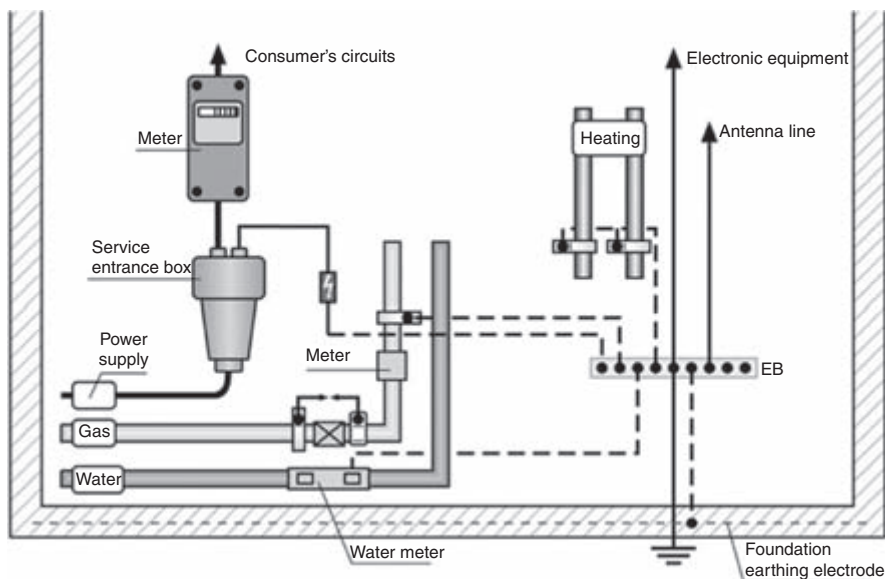 Consumer's circuits
Electronic equipment
Meter
Heating
Antenna line
Service
entrance box
Power
supply
Meter
EB
Gas
Water
Water meter
Foundation
earthing electrode